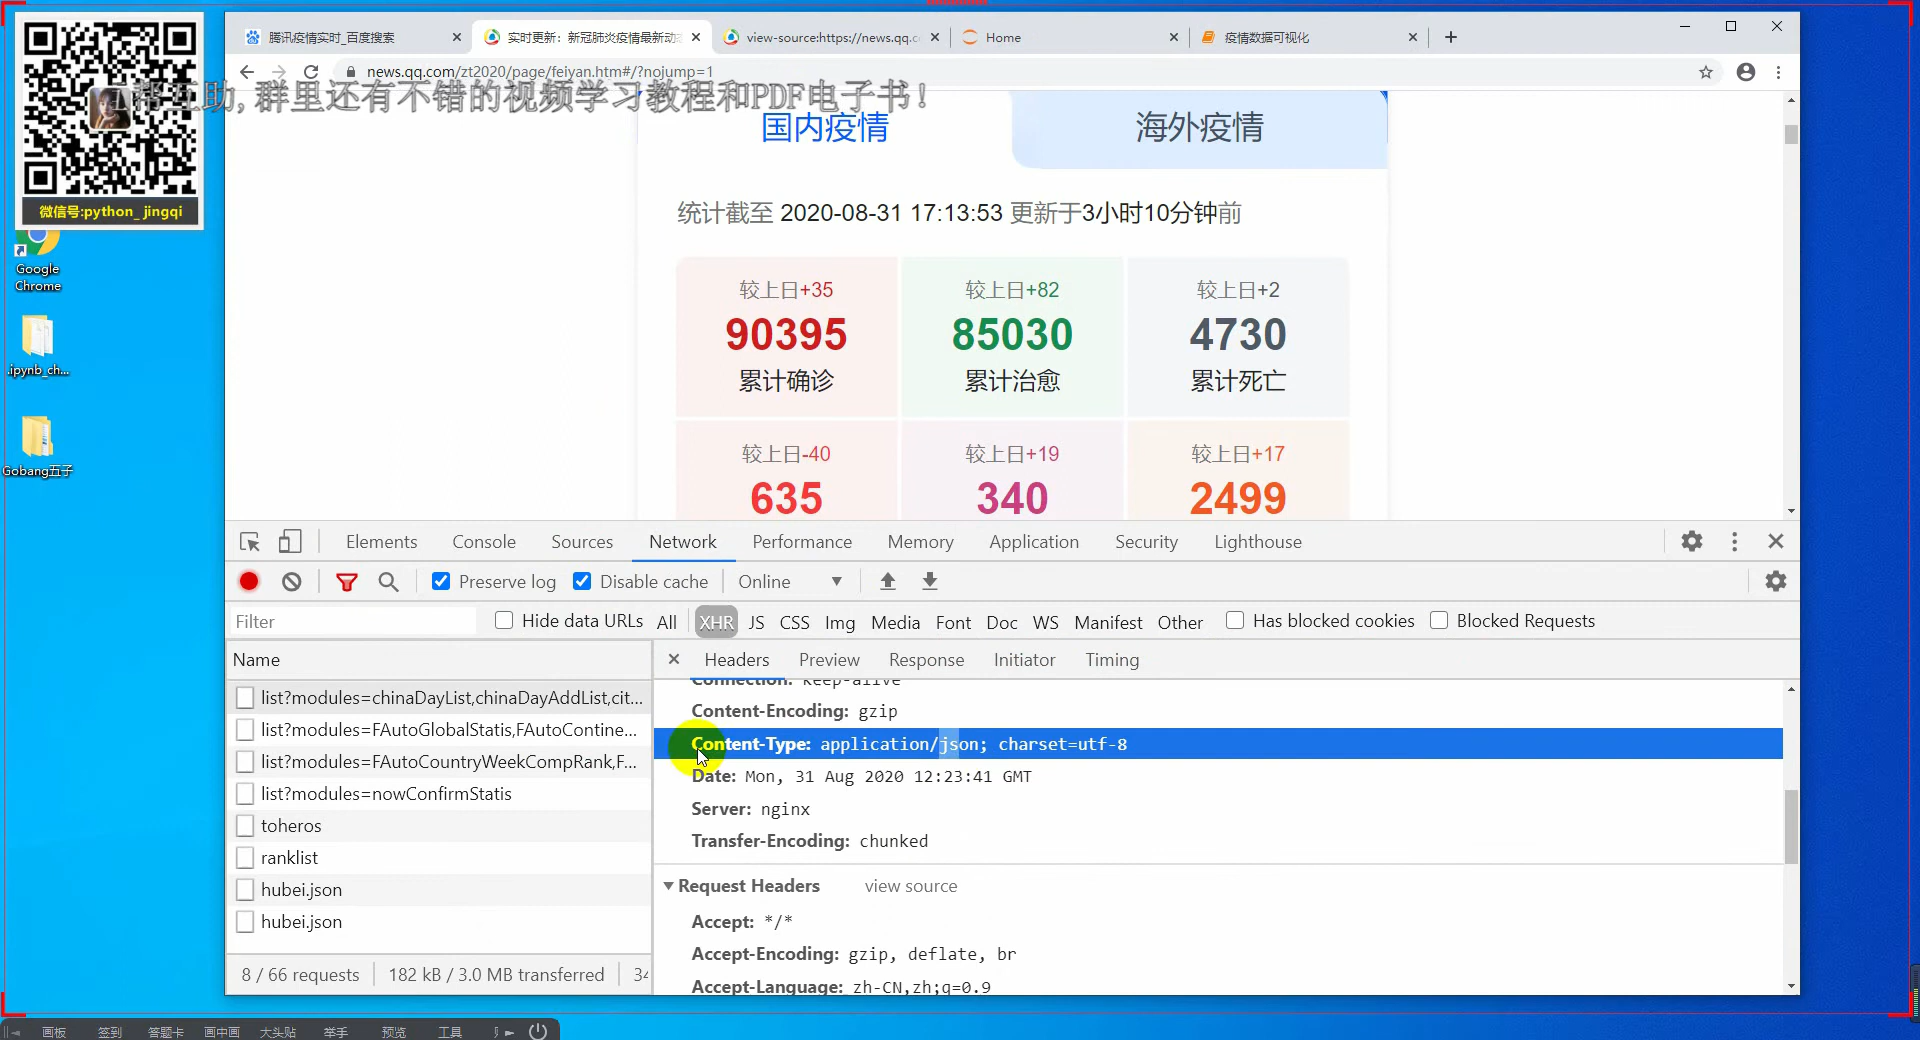 腾讯疫情实时_百度搜索
实时更新：新冠肺炎疫情最新动
view-source:https://news.qq.c
Home
疫情数据可视化
news.qq.com/zt2020/page/feiyan.htm#/?nojump=1
帮互助,群里还有不错的视频学习教程和PDF电子书!
微信号:python_jingqi
Google
Chrome
.ipynb_ch...
Gobang五子
国内疫情
海外疫情
统计截至 2020-08-31 17:13:53 更新于3小时10分钟前
较上日+35
较上日+82
较上日+2
90395
85030
4730
累计确诊
累计治愈
累计死亡
较上日-40
较上日+19
较上日+17
635
340
2499
Elements
Console
Sources
Network
Performance
Memory
Application
Security
Lighthouse
Preserve log
Disable cache
Online
Filter
Hide data URLs
All
XHR
JS
CSS
Img
Media
Font
Doc
WS
Manifest
Other
Has blocked cookies
Blocked Requests
Name
Headers
Preview
Response
Initiator
Timing
list?modules=chinaDayList,chinaDayAddList,cit...
list?modules=FAutoGlobalStatis,FAutoContine...
list?modules=FAutoCountryWeekCompRank,F...
list?modules=nowConfirmStatis
toheros
ranklist
hubei.json
hubei.json
8 / 66 requests
182 kB / 3.0 MB transferred
Connection: keep-alive
Content-Encoding: gzip
Content-Type: application/json; charset=utf-8
Date: Mon, 31 Aug 2020 12:23:41 GMT
Server: nginx
Transfer-Encoding: chunked
Request Headers
view source
Accept: */*
Accept-Encoding: gzip, deflate, br
Accept-Language: zh-CN,zh;q=0.9
画板
签到
答题卡
画中画
大头贴
举手
预览
工具